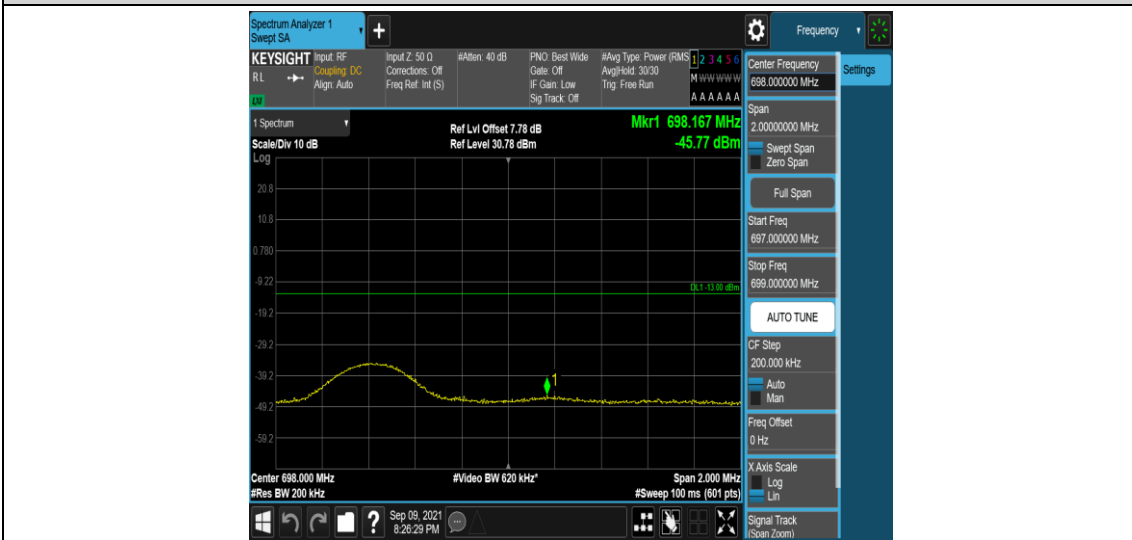 Spectrum Analyzer 1
Swept SA
+
Frequency
KEYSIGHT
RL
LXI
Input: RF
Coupling: DC
Align: Auto
Input Z: 50 Ω
Corrections: Off
Freq Ref: Int (S)
#Atten: 40 dB
PNO: Best Wide
Gate: Off
IF Gain: Low
Sig Track: Off
#Avg Type: Power (RMS
Avg|Hold: 30/30
Trig: Free Run
1 2 3 4 5 6
M W W W W W
A A A A A A
Center Frequency
698.000000 MHz
Settings
Span
2.00000000 MHz
Swept Span
Zero Span
Full Span
Start Freq
697.000000 MHz
Stop Freq
699.000000 MHz
AUTO TUNE
CF Step
200.000 kHz
Auto
Man
Freq Offset
0 Hz
X Axis Scale
Log
Lin
Signal Track
(Span Zoom)
1 Spectrum
Scale/Div 10 dB
Ref Lvl Offset 7.78 dB
Ref Level 30.78 dBm
Mkr1 698.167 MHz
-45.77 dBm
Log
20.8
10.8
0.780
-9.22
DL1 -13.00 dBm
-19.2
-29.2
-39.2
1
-49.2
-59.2
Center 698.000 MHz
#Video BW 620 kHz*
Span 2.000 MHz
#Res BW 200 kHz
#Sweep 100 ms (601 pts)
?
Sep 09, 2021
8:26:29 PM